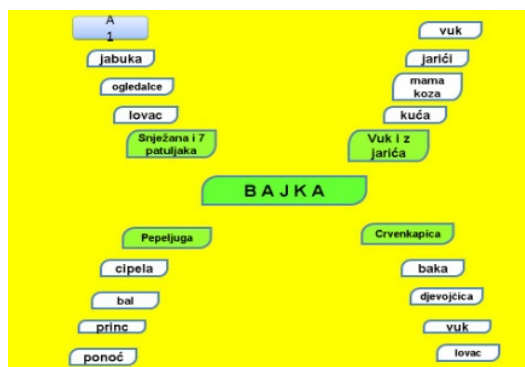 A
1
jabuka
ogledalce
lovac
Snježana i 7
patuljaka
vuk
jarići
mama
koza
kuća
Vuk i z
jarića
B A J K A
Pepeljuga
cipela
bal
princ
ponoć
Crvenkapica
baka
djevojčica
vuk
lovac